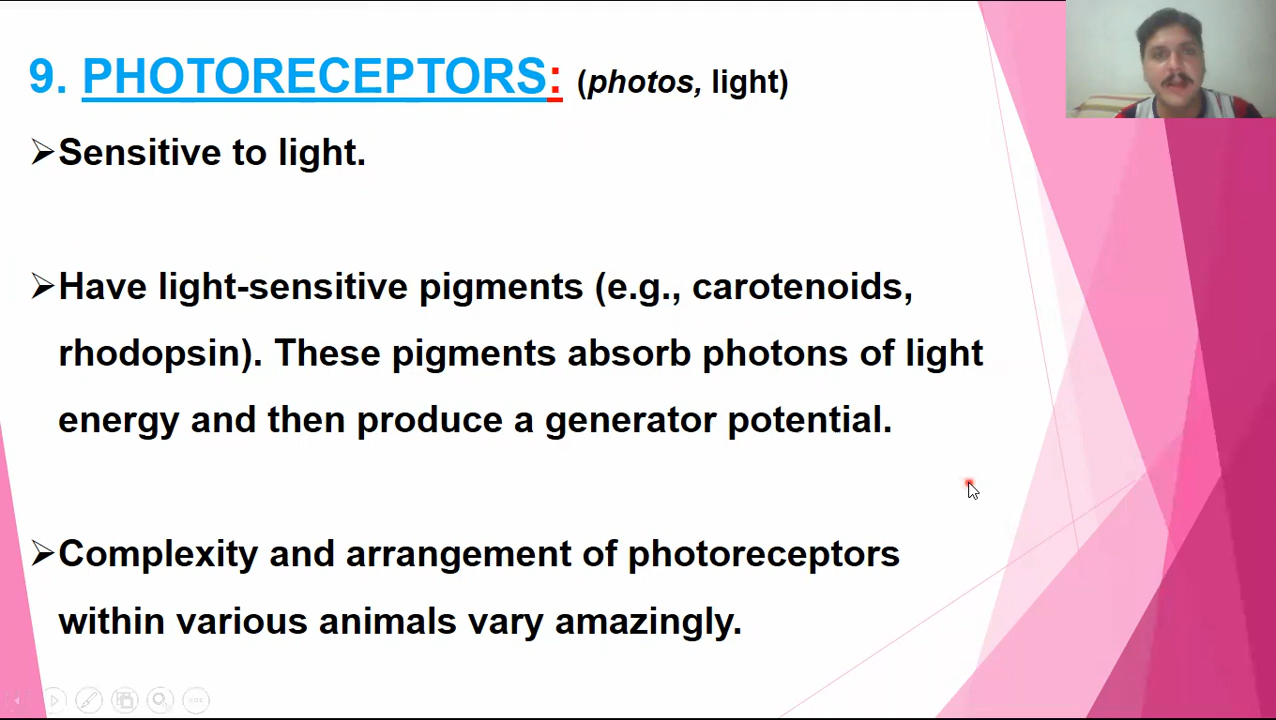 9. PHOTORECEPTORS: (photos, light)
➢Sensitive to light.
➢Have light-sensitive pigments (e.g., carotenoids,
rhodopsin). These pigments absorb photons of light
energy and then produce a generator potential.
➢Complexity and arrangement of photoreceptors
within various animals vary amazingly.